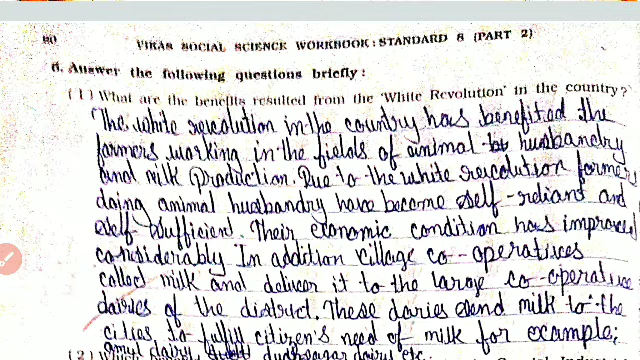 80 VIKAS SOCIAL SCIENCE WORKBOOK : STANDARD 8 (PART 2)
6. Answer the following questions briefly :
(1) What are the benefits resulted from the 'White Revolution' in the country?
The white revolution in the country has benefited the
farmers working in the fields of animal husbandry
and milk production. Due to the white revolution farmers
doing animal husbandry have become self-reliant and
self sufficient. Their economic condition has improved
considerably In addition village co-operatives
collect milk and deliver it to the large co-operative
dairies of the district. These daries send milk to the
cities to fulfil citizen's need of milk for example;
(2) amul dairy, dudhsagar dairy etc.